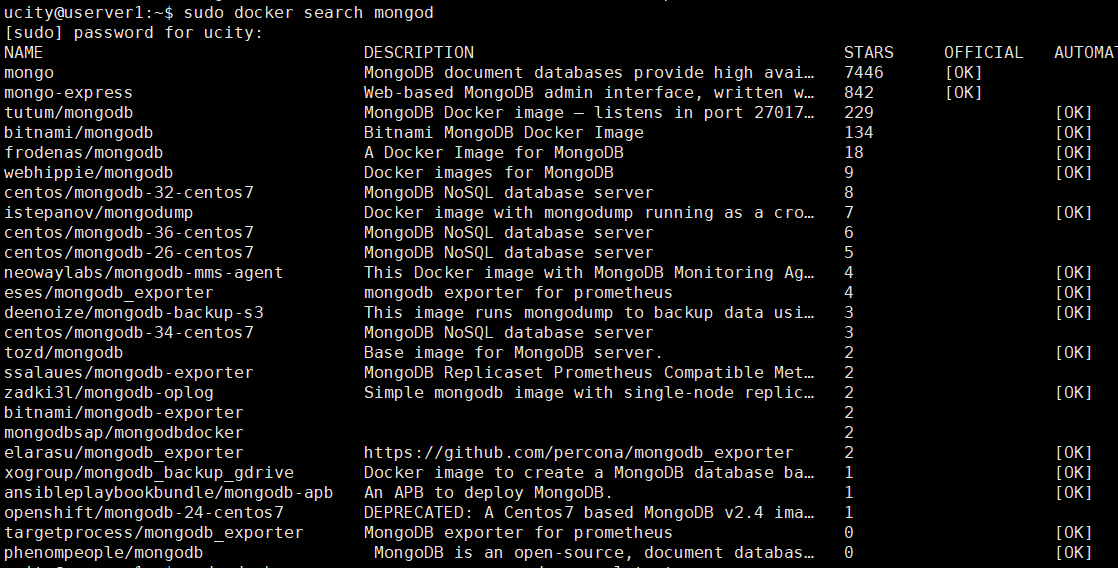 ucity@userver1:~$ sudo docker search mongod
[sudo] password for ucity:
NAME DESCRIPTION STARS OFFICIAL AUTOMAT
mongo MongoDB document databases provide high avai… 7446 [OK]
mongo-express Web-based MongoDB admin interface, written w… 842 [OK]
tutum/mongodb MongoDB Docker image – listens in port 27017… 229 [OK]
bitnami/mongodb Bitnami MongoDB Docker Image 134 [OK]
frodenas/mongodb A Docker Image for MongoDB 18 [OK]
webhippie/mongodb Docker images for MongoDB 9 [OK]
centos/mongodb-32-centos7 MongoDB NoSQL database server 8
istepanov/mongodump Docker image with mongodump running as a cro… 7 [OK]
centos/mongodb-36-centos7 MongoDB NoSQL database server 6
centos/mongodb-26-centos7 MongoDB NoSQL database server 5
neowaylabs/mongodb-mms-agent This Docker image with MongoDB Monitoring Ag… 4 [OK]
eses/mongodb_exporter mongodb exporter for prometheus 4 [OK]
deenoize/mongodb-backup-s3 This image runs mongodump to backup data usi… 3 [OK]
centos/mongodb-34-centos7 MongoDB NoSQL database server 3
tozd/mongodb Base image for MongoDB server. 2 [OK]
ssalaues/mongodb-exporter MongoDB Replicaset Prometheus Compatible Met… 2
zadki3l/mongodb-oplog Simple mongodb image with single-node replic… 2 [OK]
bitnami/mongodb-exporter 2
mongodbsap/mongodbdocker 2
elarasu/mongodb_exporter https://github.com/percona/mongodb_exporter 2 [OK]
xogroup/mongodb_backup_gdrive Docker image to create a MongoDB database ba… 1 [OK]
ansibleplaybookbundle/mongodb-apb An APB to deploy MongoDB. 1 [OK]
openshift/mongodb-24-centos7 DEPRECATED: A Centos7 based MongoDB v2.4 ima… 1
targetprocess/mongodb_exporter MongoDB exporter for prometheus 0 [OK]
phenompeople/mongodb MongoDB is an open-source, document databas… 0 [OK]